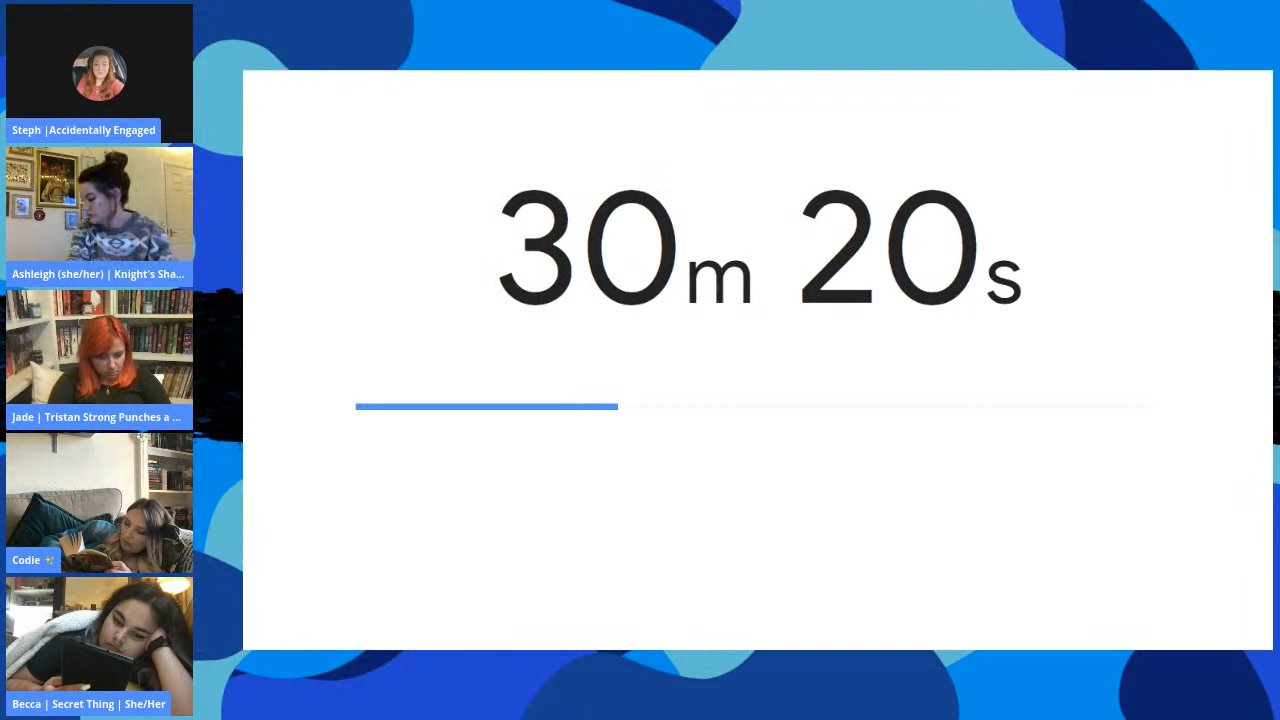 Steph |Accidentally Engaged
Ashleigh (she/her) | Knight's Sha...
Jade | Tristan Strong Punches a ...
Codie ✨
Becca | Secret Thing | She/Her
30m 20s